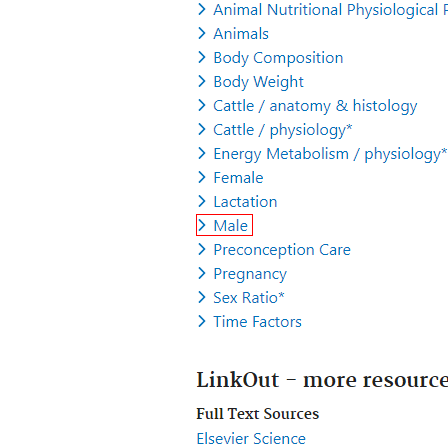 Animal Nutritional Physiological
Animals
Body Composition
Body Weight
Cattle / anatomy & histology
Cattle / physiology*
Energy Metabolism / physiology*
Female
Lactation
Male
Preconception Care
Pregnancy
Sex Ratio*
Time Factors
LinkOut - more resource
Full Text Sources
Elsevier Science